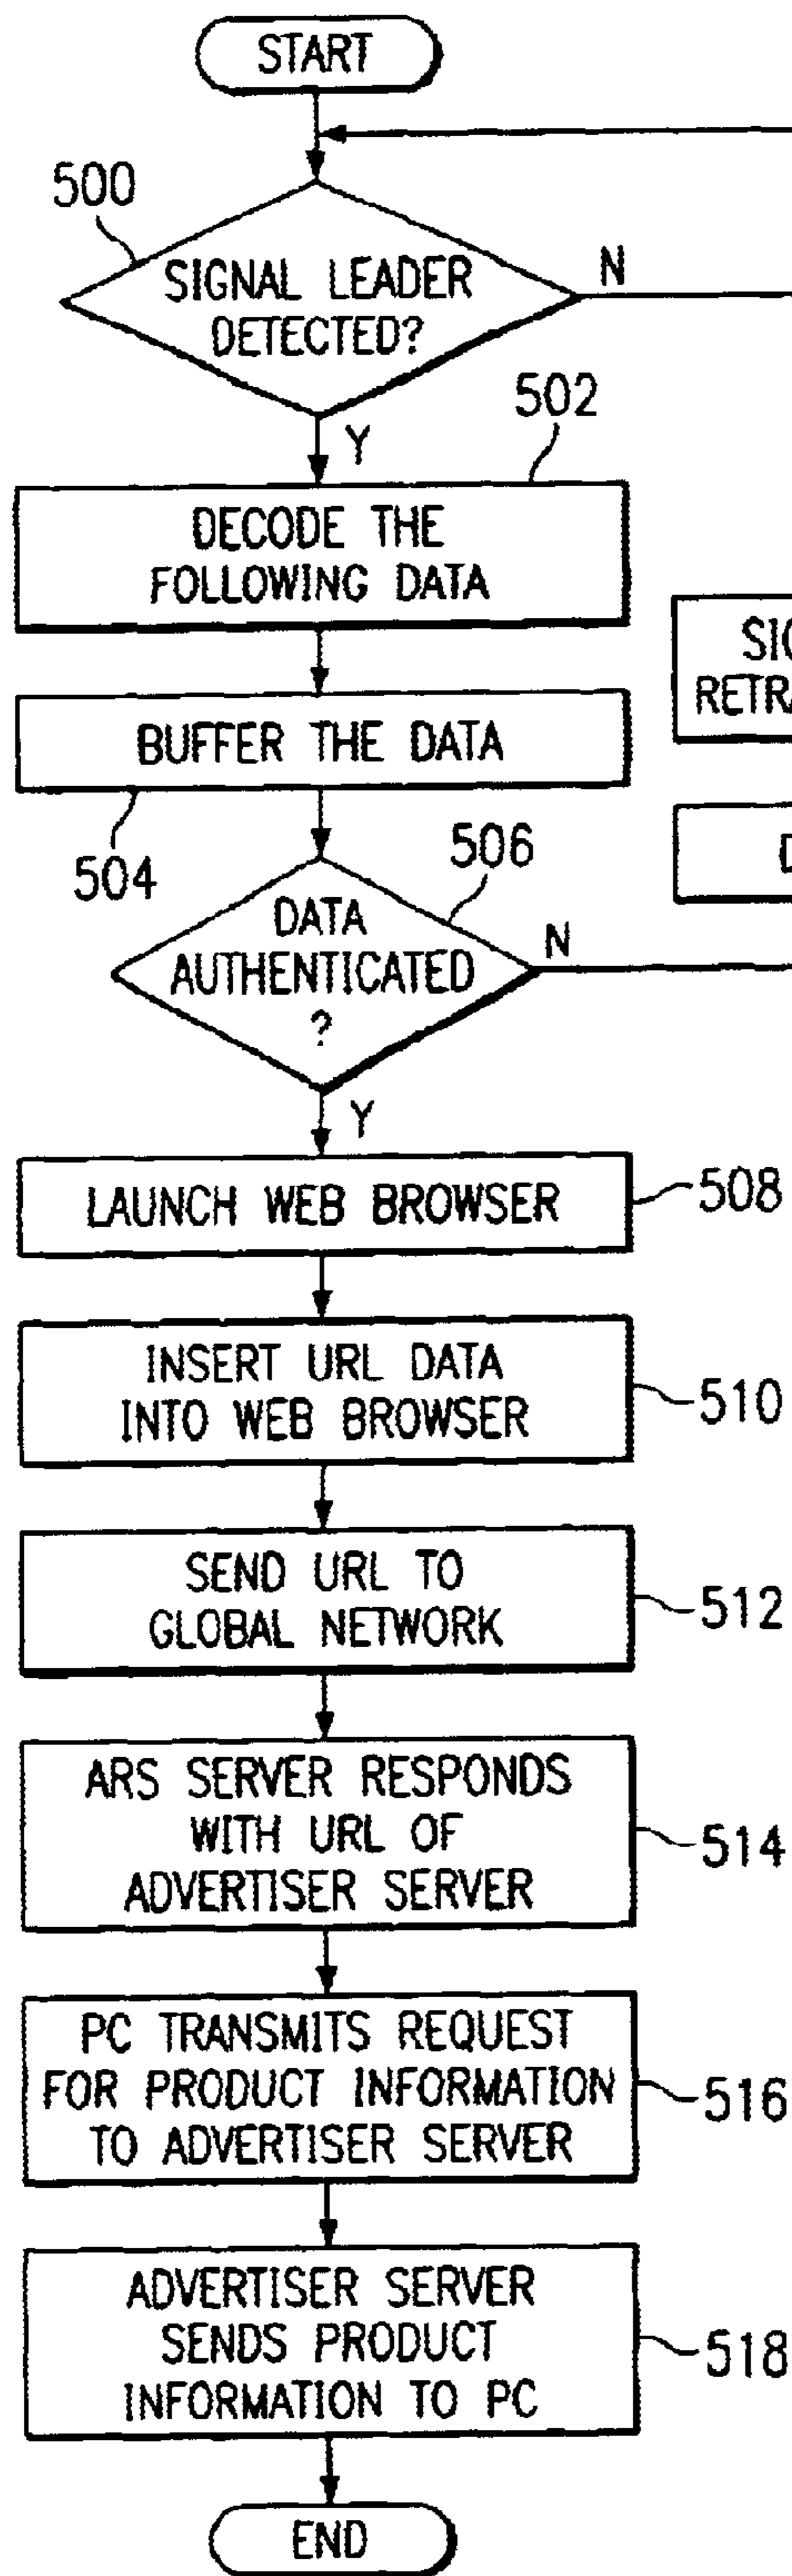 START
500
SIGNAL LEADER
DETECTED?
N
Y
502
DECODE THE
FOLLOWING DATA
BUFFER THE DATA
504
506
DATA
AUTHENTICATED
?
N
Y
LAUNCH WEB BROWSER
508
INSERT URL DATA
INTO WEB BROWSER
510
SEND URL TO
GLOBAL NETWORK
512
ARS SERVER RESPONDS
WITH URL OF
ADVERTISER SERVER
514
PC TRANSMITS REQUEST
FOR PRODUCT INFORMATION
TO ADVERTISER SERVER
516
ADVERTISER SERVER
SENDS PRODUCT
INFORMATION TO PC
518
END